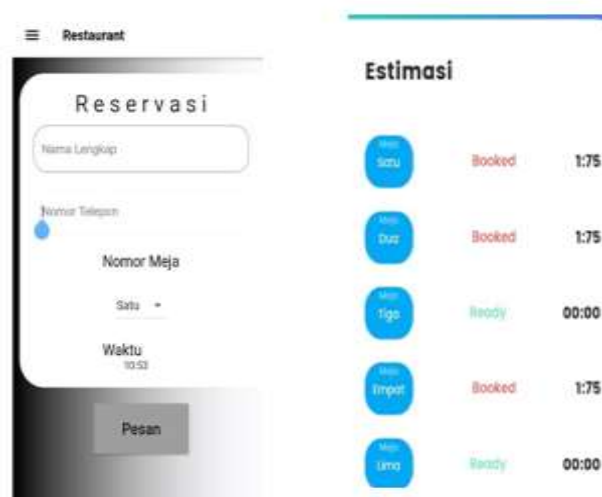 Restaurant
Reservasi
Nama Lengkap
Nomor Telepon
Nomor Meja
Satu
Waktu
10:53
Pesan
Estimasi
Meja
Satu
Booked
1:75
Meja
Dua
Booked
1:75
Meja
Tiga
Ready
00:00
Meja
Empat
Booked
1:75
Meja
Lima
Ready
00:00